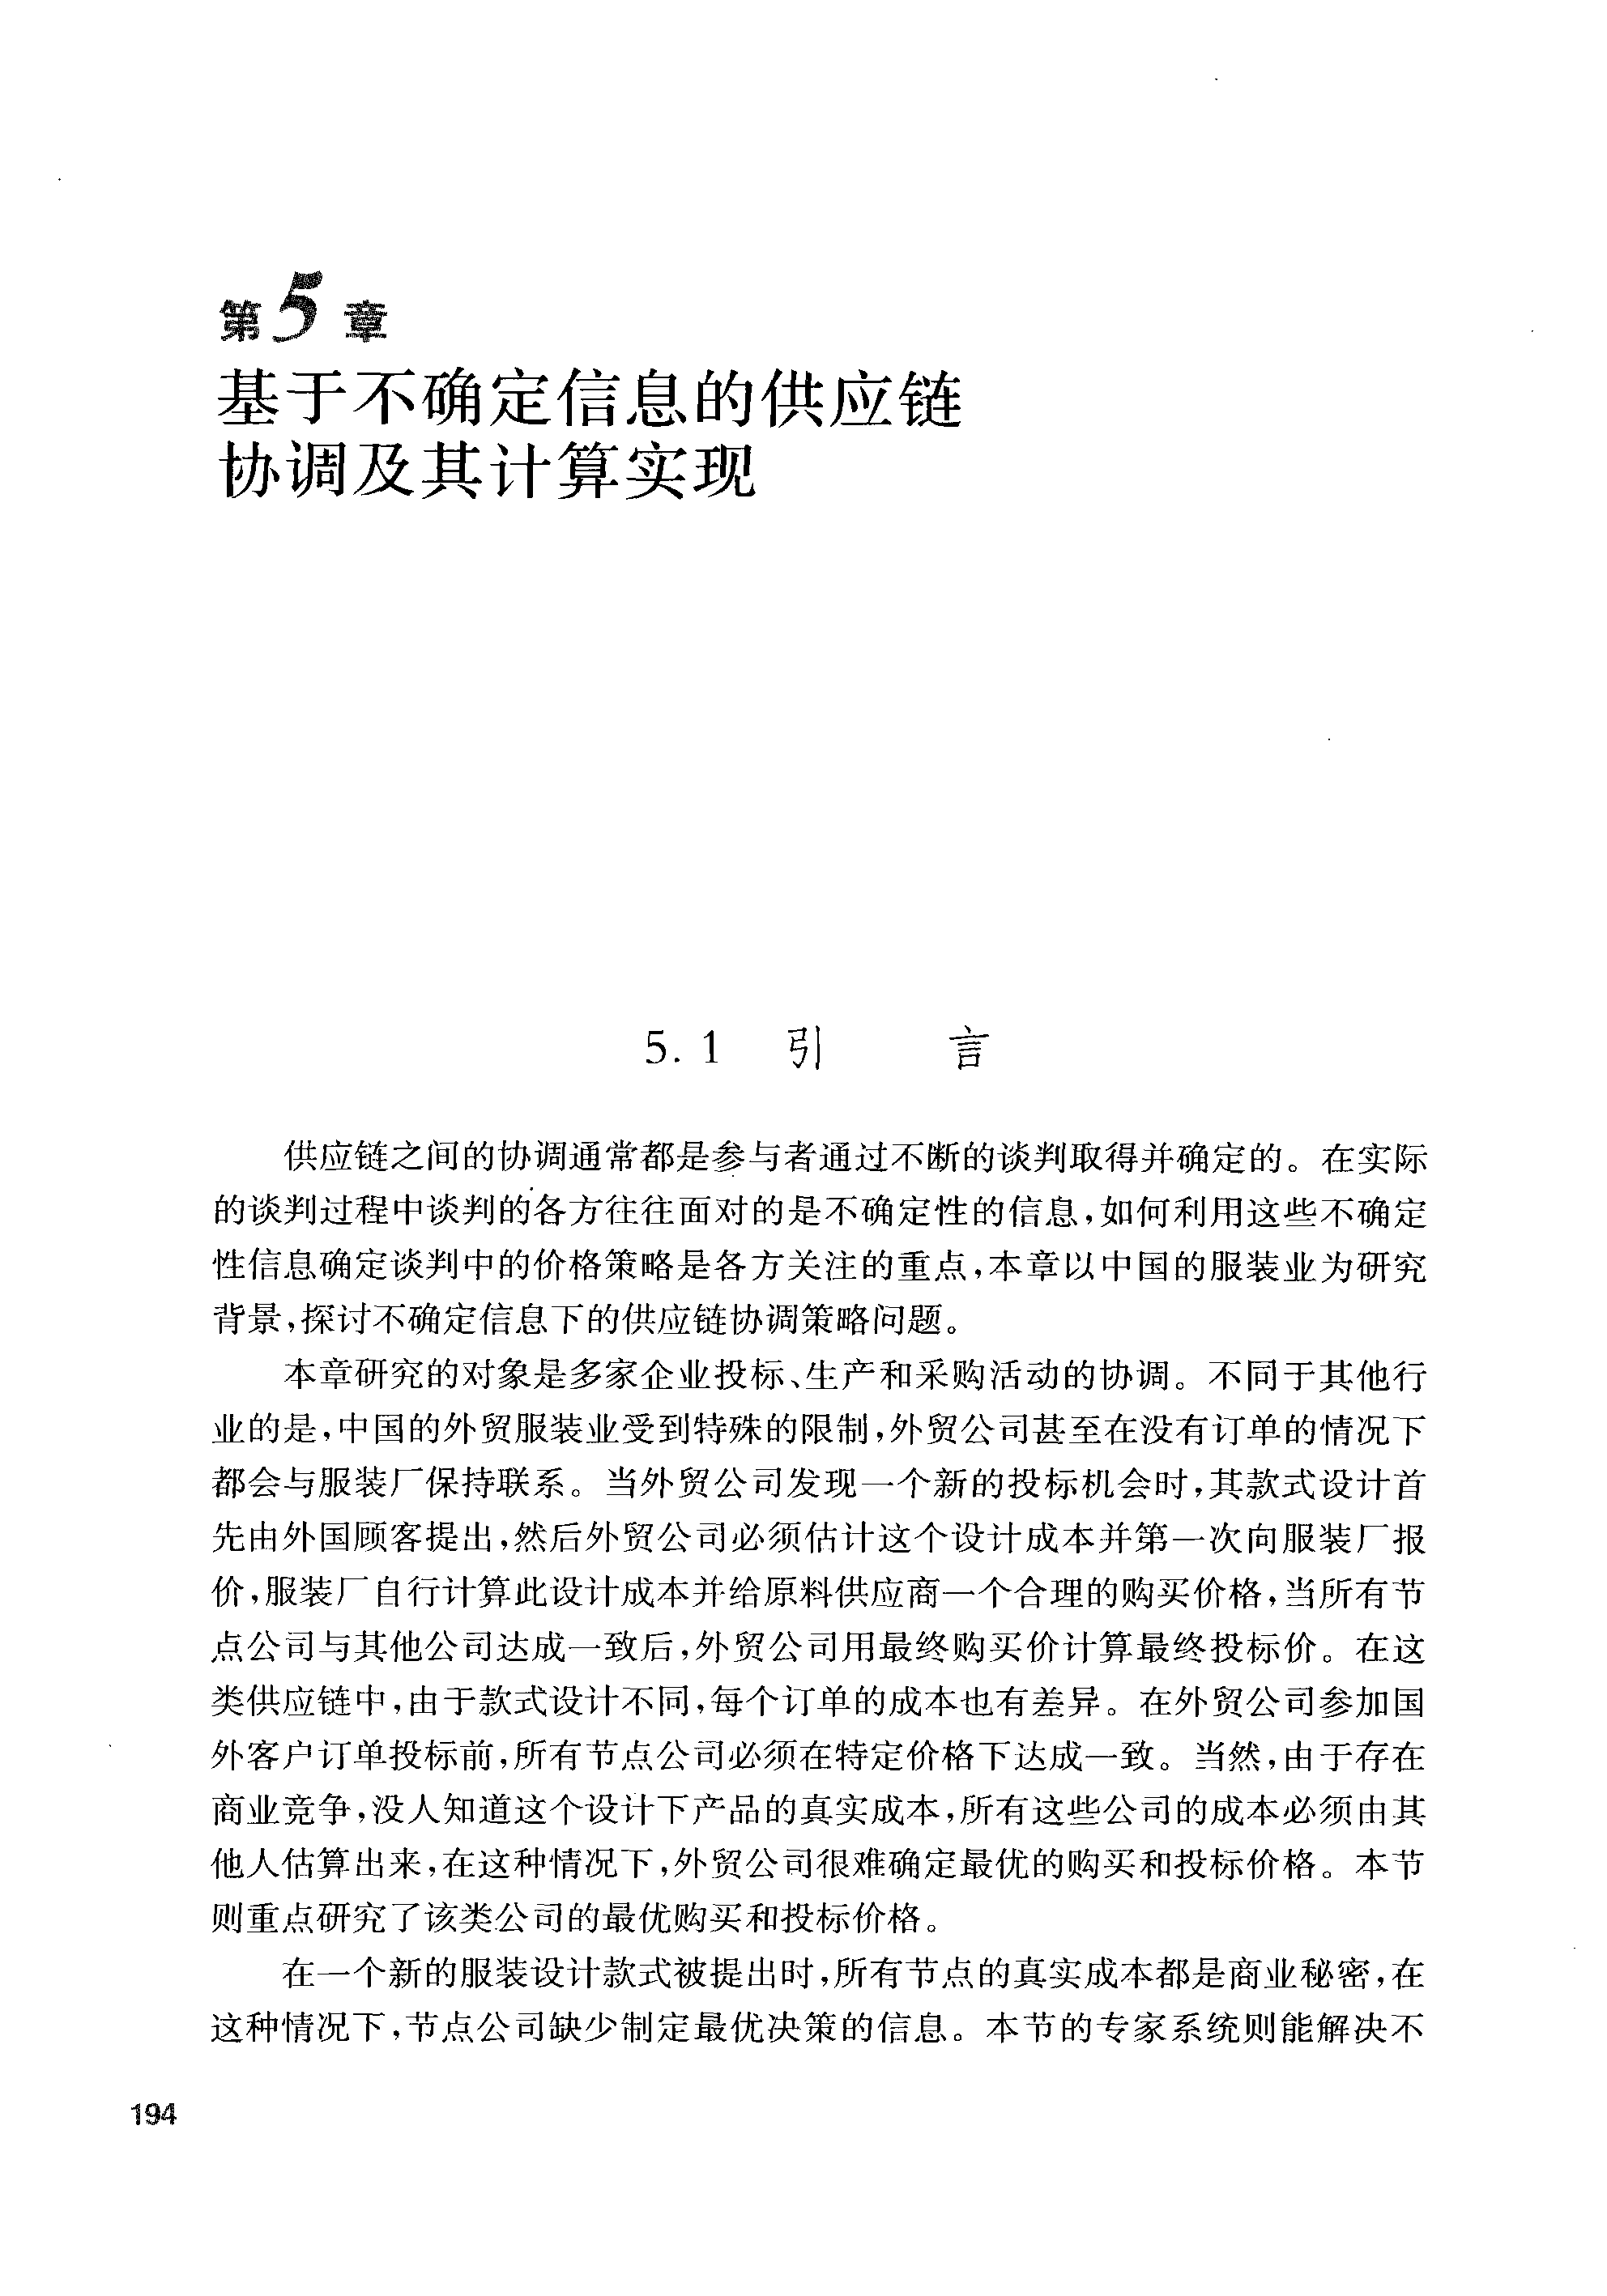 第5章
基于不确定信息的供应链
协调及其计算实现
5.1 引 言
供应链之间的协调通常都是参与者通过不断的谈判取得并确定的。在实际
的谈判过程中谈判的各方往往面对的是不确定性的信息,如何利用这些不确定
性信息确定谈判中的价格策略是各方关注的重点,本章以中国的服装业为研究
背景,探讨不确定信息下的供应链协调策略问题。
本章研究的对象是多家企业投标、生产和采购活动的协调。不同于其他行
业的是,中国的外贸服装业受到特殊的限制,外贸公司甚至在没有订单的情况下
都会与服装厂保持联系。当外贸公司发现一个新的投标机会时,其款式设计首
先由外国顾客提出,然后外贸公司必须估计这个设计成本并第一次向服装厂报
价,服装厂自行计算此设计成本并给原料供应商一个合理的购买价格,当所有节
点公司与其他公司达成一致后,外贸公司用最终购买价计算最终投标价。在这
类供应链中,由于款式设计不同,每个订单的成本也有差异。在外贸公司参加国
外客户订单投标前,所有节点公司必须在特定价格下达成一致。当然,由于存在
商业竞争,没人知道这个设计下产品的真实成本,所有这些公司的成本必须由其
他人估算出来,在这种情况下,外贸公司很难确定最优的购买和投标价格。本节
则重点研究了该类公司的最优购买和投标价格。
在一个新的服装设计款式被提出时,所有节点的真实成本都是商业秘密,在
这种情况下,节点公司缺少制定最优决策的信息。本节的专家系统则能解决不
194